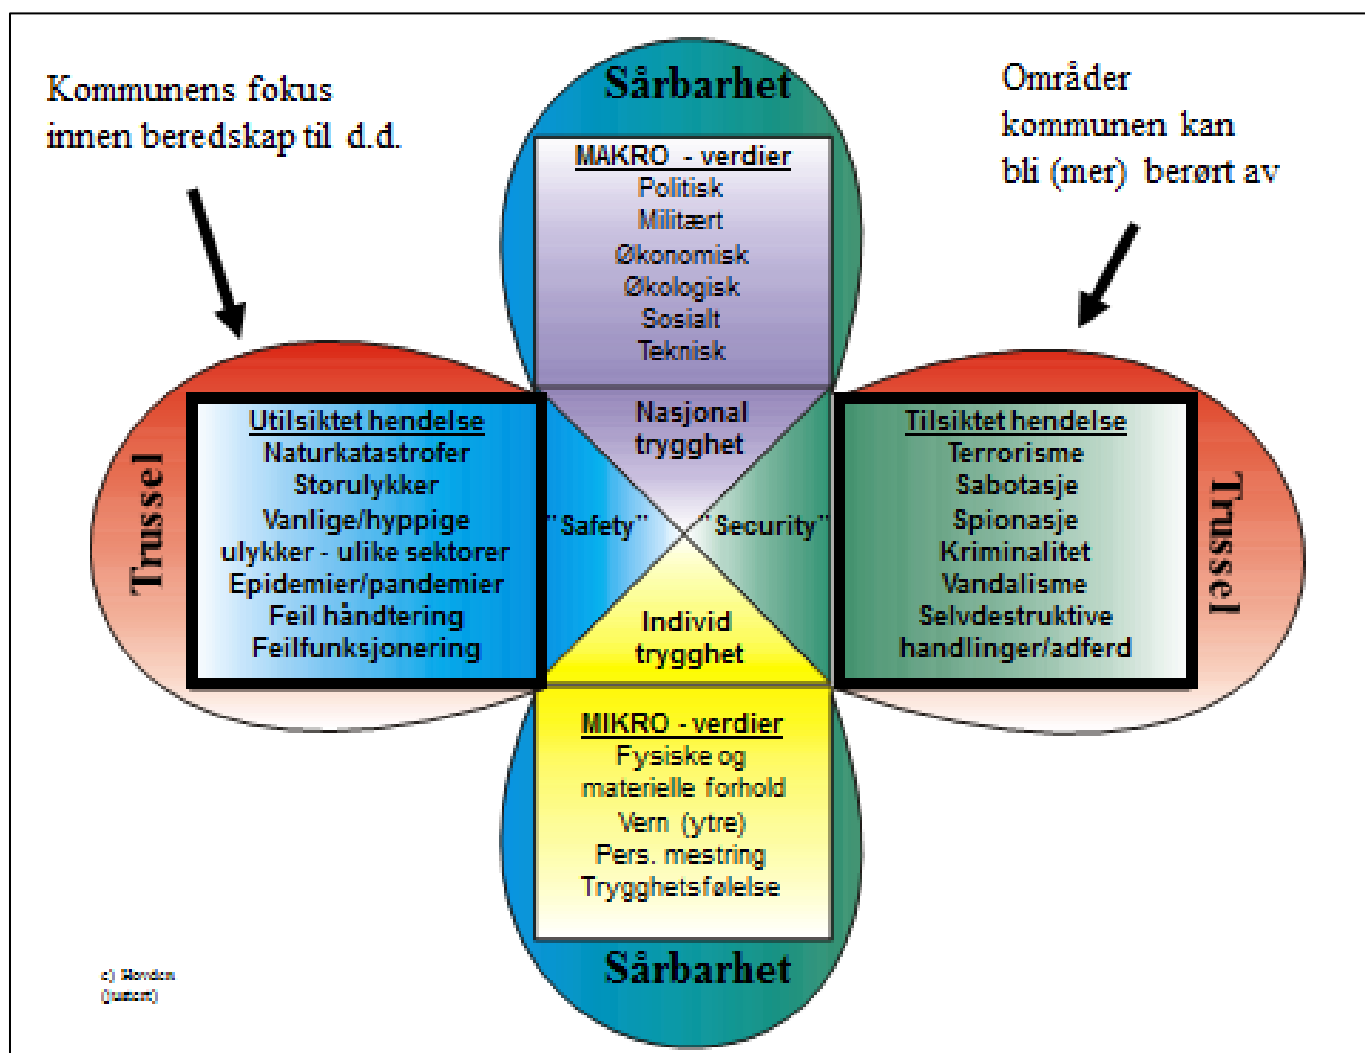 Kommunens fokus
innen beredskap til d.d.
Områder
kommunen kan
bli (mer) berørt av
Sårbarhet
MAKRO - verdier
Politisk
Militært
Økonomisk
Økologisk
Sosialt
Teknisk
Nasjonal
trygghet
Trussel
Utilsiktet hendelse
Naturkatastrofer
Storulykker
Vanlige/hyppige
ulykker - ulike sektorer
Epidemier/pandemier
Feil håndtering
Feilfunksjonering
"Safety"
"Security"
Tilsiktet hendelse
Terrorisme
Sabotasje
Spionasje
Kriminalitet
Vandalisme
Selvdestruktive
handlinger/adferd
Trussel
Individ
trygghet
MIKRO - verdier
Fysiske og
materielle forhold
Vern (ytre)
Pers. mestring
Trygghetsfølelse
Sårbarhet